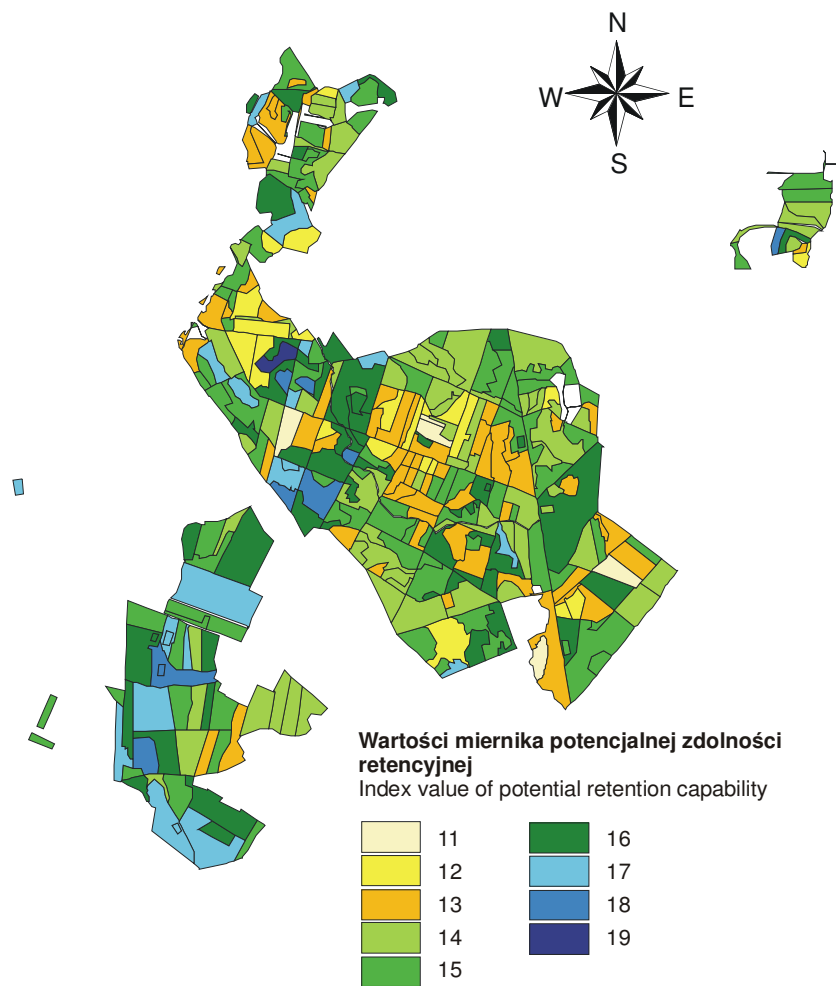 N
W E
S
Wartości miernika potencjalnej zdolności
retencyjnej
Index value of potential retention capability
11 16
12 17
13 18
14 19
15